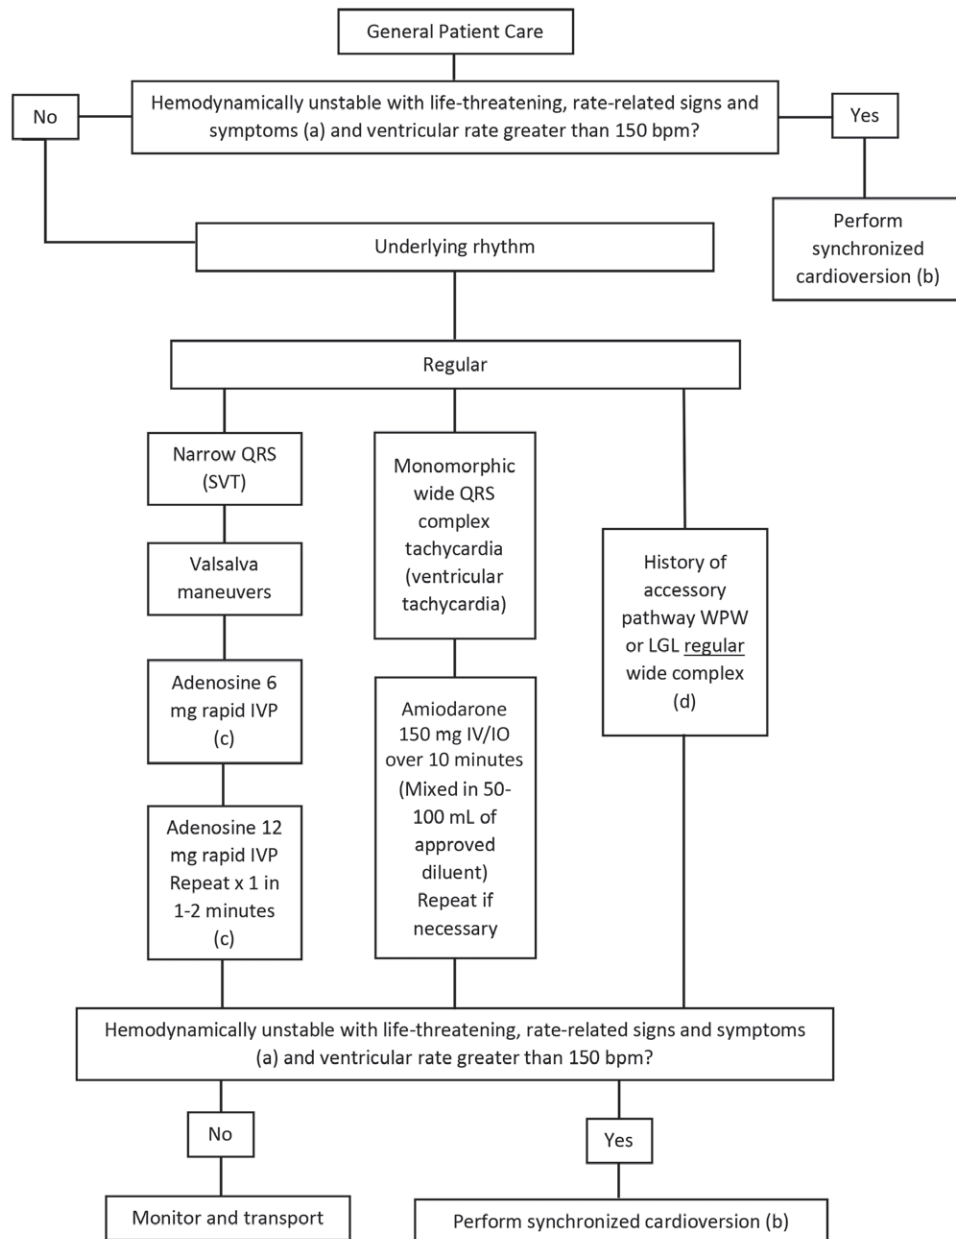 General Patient Care
Hemodynamically unstable with life-threatening, rate-related signs and
symptoms (a) and ventricular rate greater than 150 bpm?
No
Yes
Perform
synchronized
cardioversion (b)
Underlying rhythm
Regular
Narrow QRS
(SVT)
Valsalva
maneuvers
Adenosine 6
mg rapid IVP
(c)
Adenosine 12
mg rapid IVP
Repeat x 1 in
1-2 minutes
(c)
Monomorphic
wide QRS
complex
tachycardia
(ventricular
tachycardia)
Amiodarone
150 mg IV/IO
over 10 minutes
(Mixed in 50-
100 mL of
approved
diluent)
Repeat if
necessary
History of
accessory
pathway WPW
or LGL regular
wide complex
(d)
Hemodynamically unstable with life-threatening, rate-related signs and symptoms
(a) and ventricular rate greater than 150 bpm?
No
Yes
Monitor and transport
Perform synchronized cardioversion (b)